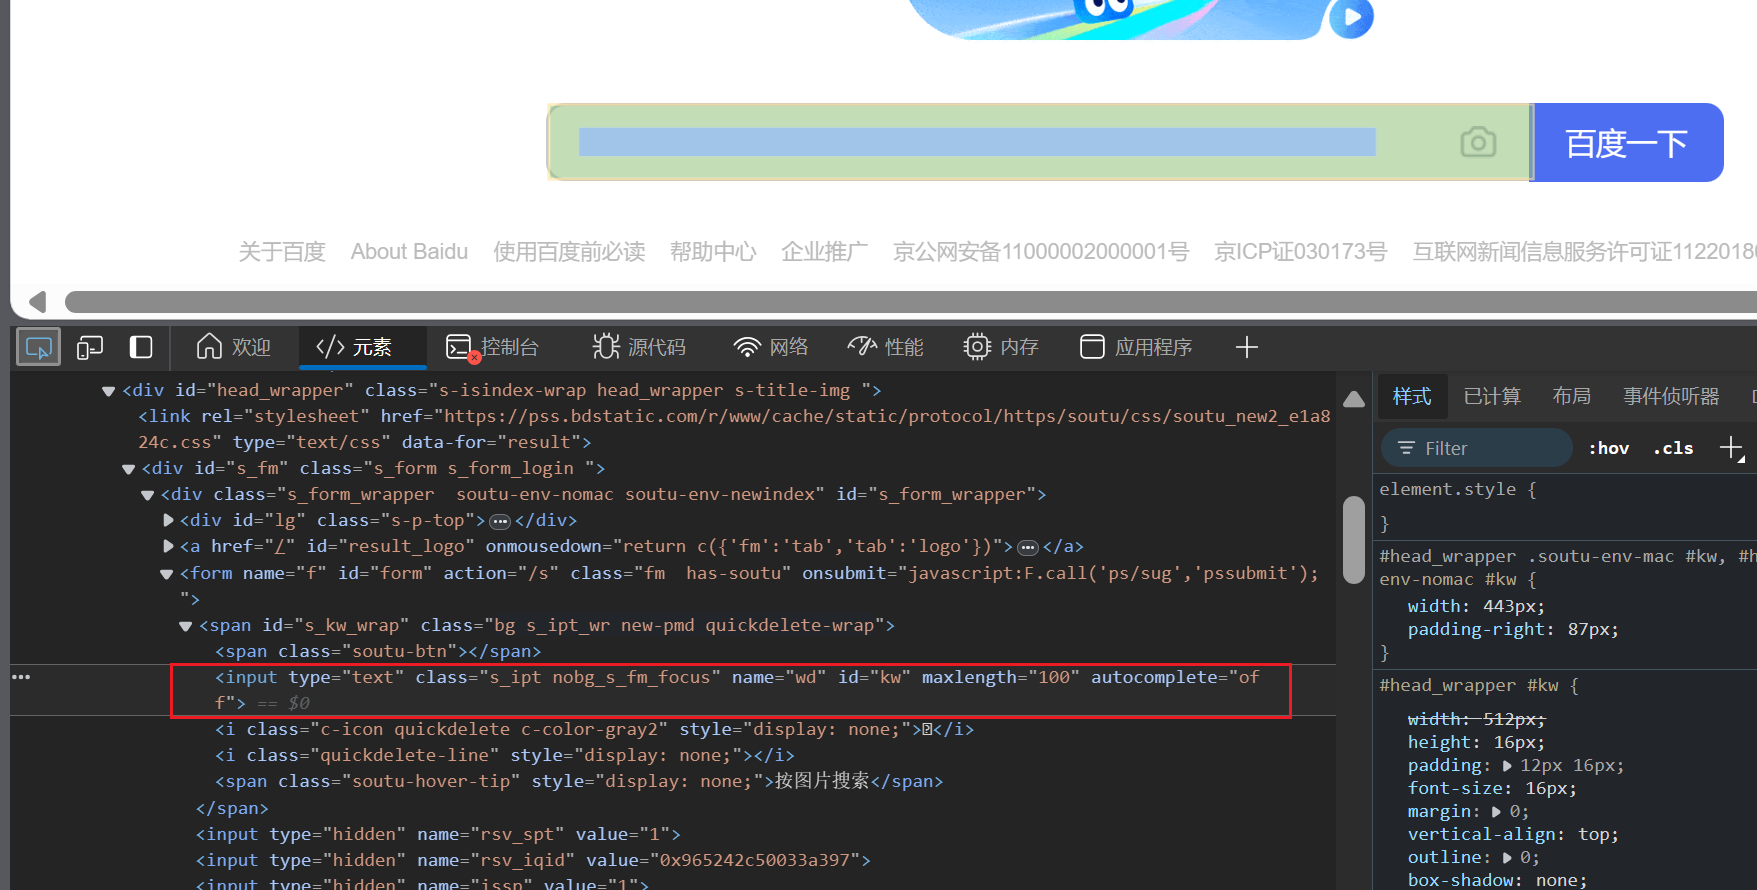 百度一下
关于百度 About Baidu 使用百度前必读 帮助中心 企业推广 京公网安备11000002000001号 京ICP证030173号 互联网新闻信息服务许可证1122018
欢迎 </> 元素 控制台 源代码 网络 性能 内存 应用程序
<div id="head_wrapper" class="s-isindex-wrap head_wrapper s-title-img ">
<link rel="stylesheet" href="https://pss.bdstatic.com/r/www/cache/static/protocol/https/soutu/css/soutu_new2_e1a8
24c.css" type="text/css" data-for="result">
<div id="s_fm" class="s_form s_form_login ">
<div class="s_form_wrapper  soutu-env-nomac soutu-env-newindex" id="s_form_wrapper">
<div id="lg" class="s-p-top">…</div>
<a href="/" id="result_logo" onmousedown="return c({'fm':'tab','tab':'logo'})">…</a>
<form name="f" id="form" action="/s" class="fm  has-soutu" onsubmit="javascript:F.call('ps/sug','pssubmit');
">
<span id="s_kw_wrap" class="bg s_ipt_wr new-pmd quickdelete-wrap">
<span class="soutu-btn"></span>
<input type="text" class="s_ipt nobg_s_fm_focus" name="wd" id="kw" maxlength="100" autocomplete="of
f"> == $0
<i class="c-icon quickdelete c-color-gray2" style="display: none;"></i>
<i class="quickdelete-line" style="display: none;"></i>
<span class="soutu-hover-tip" style="display: none;">按图片搜索</span>
</span>
<input type="hidden" name="rsv_spt" value="1">
<input type="hidden" name="rsv_iqid" value="0x965242c50033a397">
<input type="hidden" name="issp" value="1">
样式 已计算 布局 事件侦听器
Filter :hov .cls
element.style {
}
#head_wrapper .soutu-env-mac #kw, #h
env-nomac #kw {
width: 443px;
padding-right: 87px;
}
#head_wrapper #kw {
width: 512px;
height: 16px;
padding: 12px 16px;
font-size: 16px;
margin: 0;
vertical-align: top;
outline: 0;
box-shadow: none;